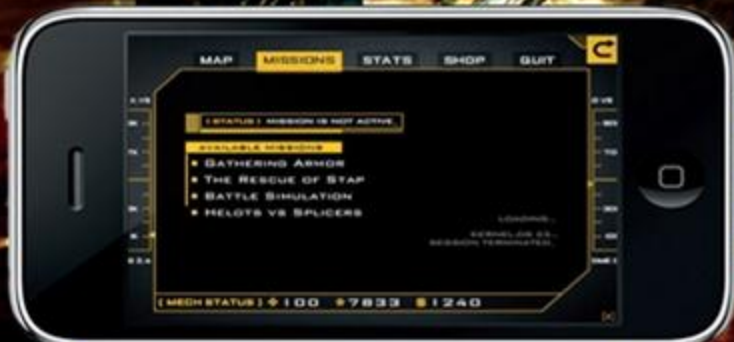 MAP MISSIONS STATS SHOP QUIT
[ STATUS ] MISSION IS NOT ACTIVE.
AVAILABLE MISSIONS
GATHERING ARMOR
THE RESCUE OF STAP
BATTLE SIMULATION
HELOTS VS SPLICERS
LOADING..
SESSION TERMINATED.
[ MECH STATUS ] 100 7833 1240